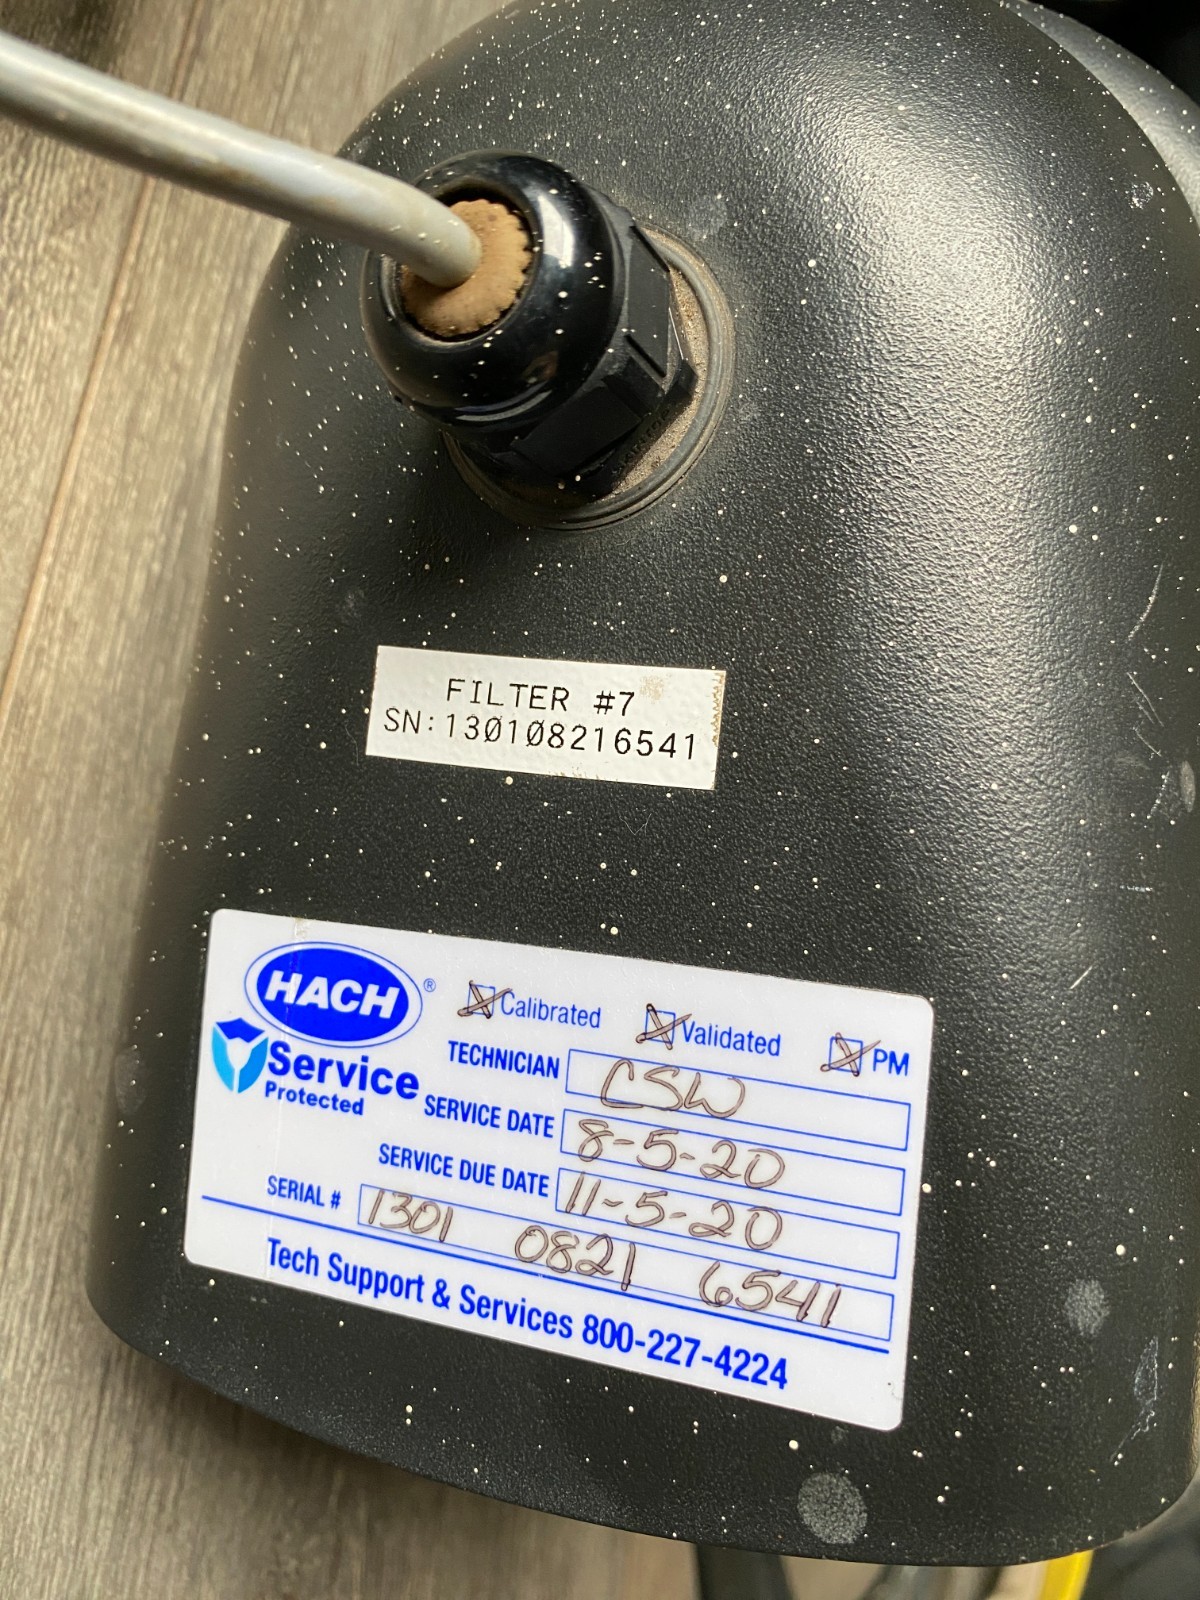 FILTER #7
SN:130108216541
HACH®
Service
Protected
Calibrated Validated PM
TECHNICIAN CSW
SERVICE DATE 8-5-20
SERVICE DUE DATE 11-5-20
SERIAL # 1301 0821 6541
Tech Support & Services 800-227-4224